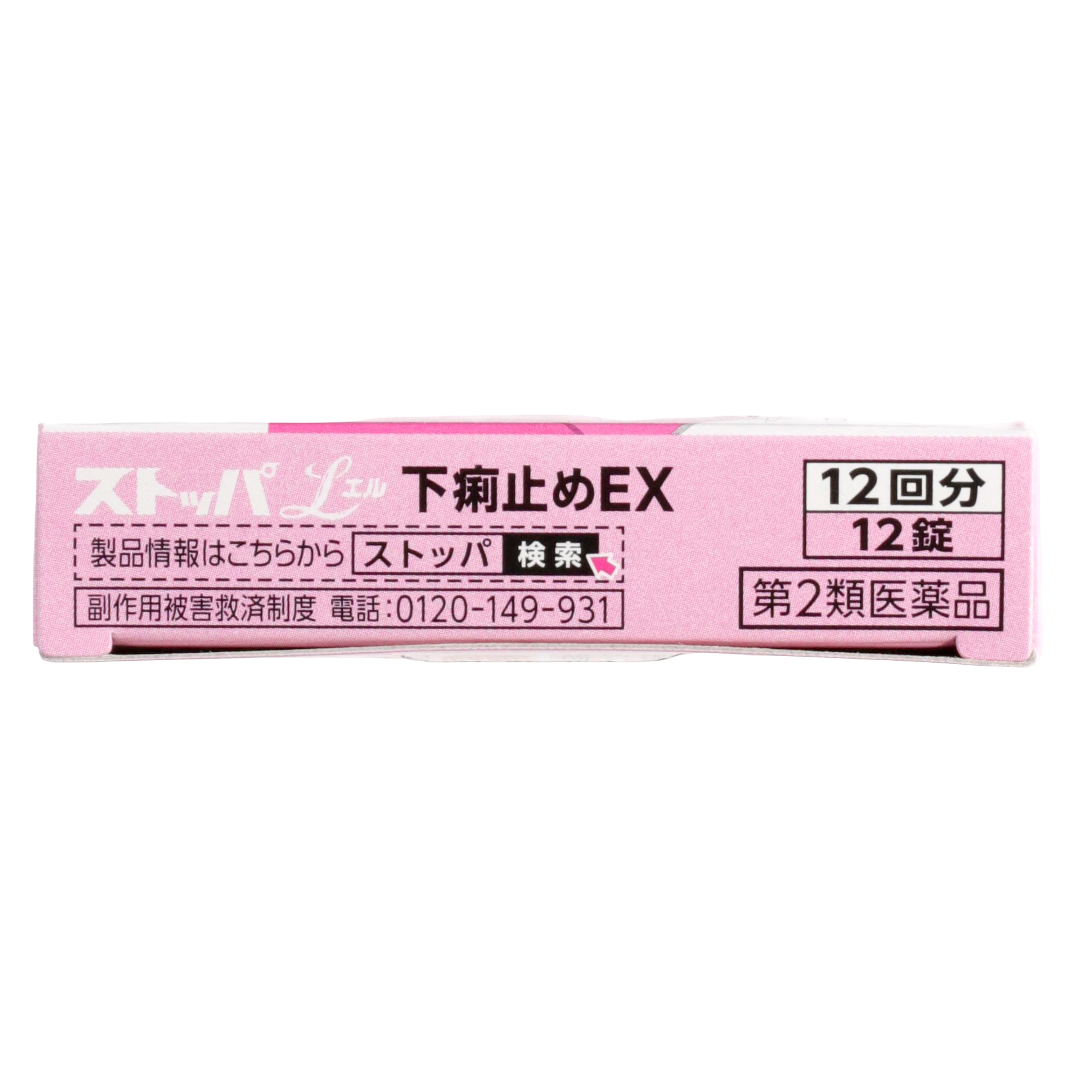 ストッパ Lエル 下痢止めEX
製品情報はこちらから ストッパ 検索
副作用被害救済制度 電話:0120-149-931
12回分
12錠
第2類医薬品